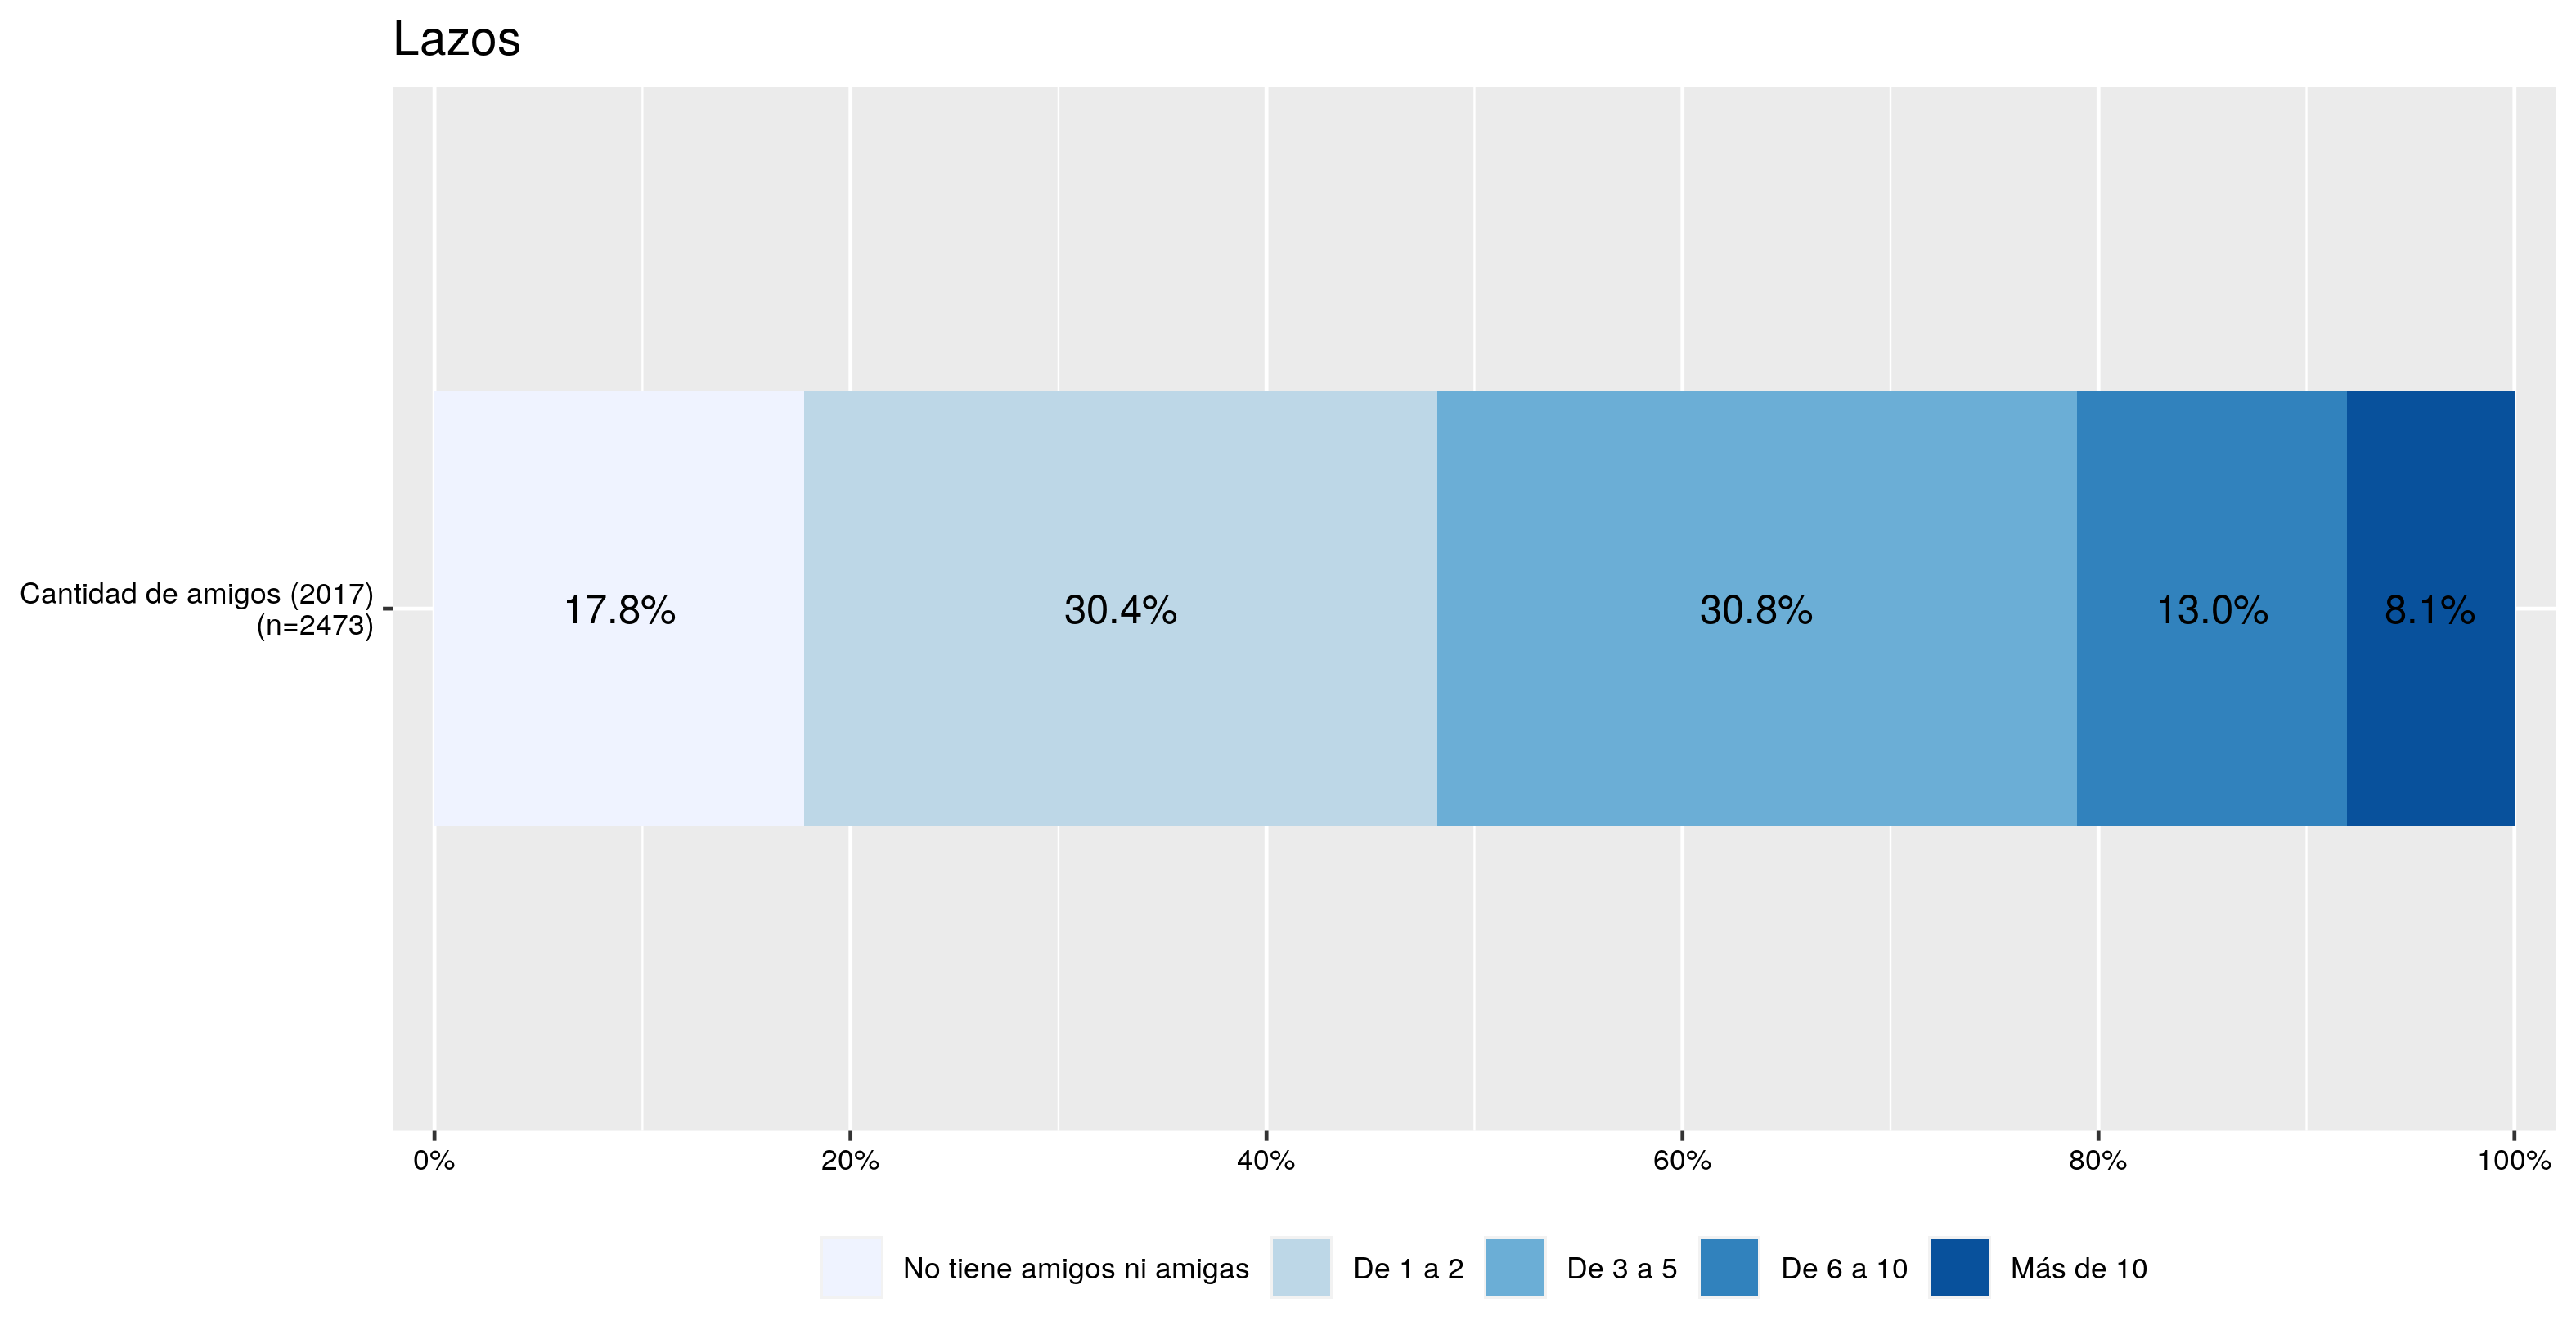 Lazos
Cantidad de amigos (2017)
(n=2473)
17.8%
30.4%
30.8%
13.0%
8.1%
0%
20%
40%
60%
80%
100%
No tiene amigos ni amigas
De 1 a 2
De 3 a 5
De 6 a 10
Más de 10